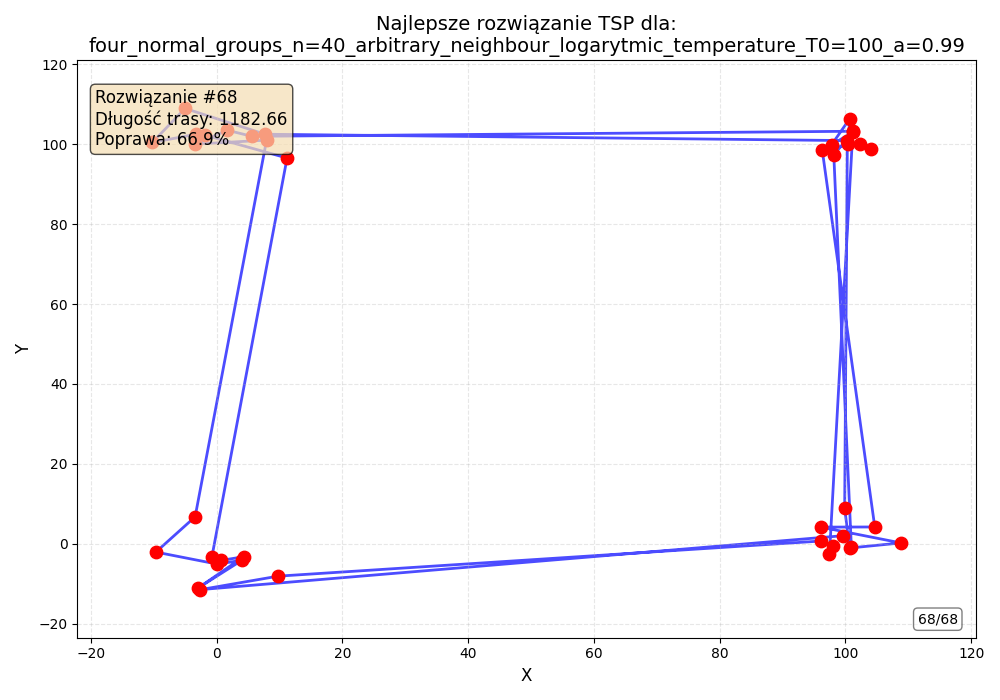 Najlepsze rozwiązanie TSP dla:
four_normal_groups_n=40_arbitrary_neighbour_logarytmic_temperature_T0=100_a=0.99
Rozwiązanie #68
Długość trasy: 1182.66
Poprawa: 66.9%
120
100
80
60
40
20
0
−20
Y
68/68
−20
0
20
40
60
80
100
120
X